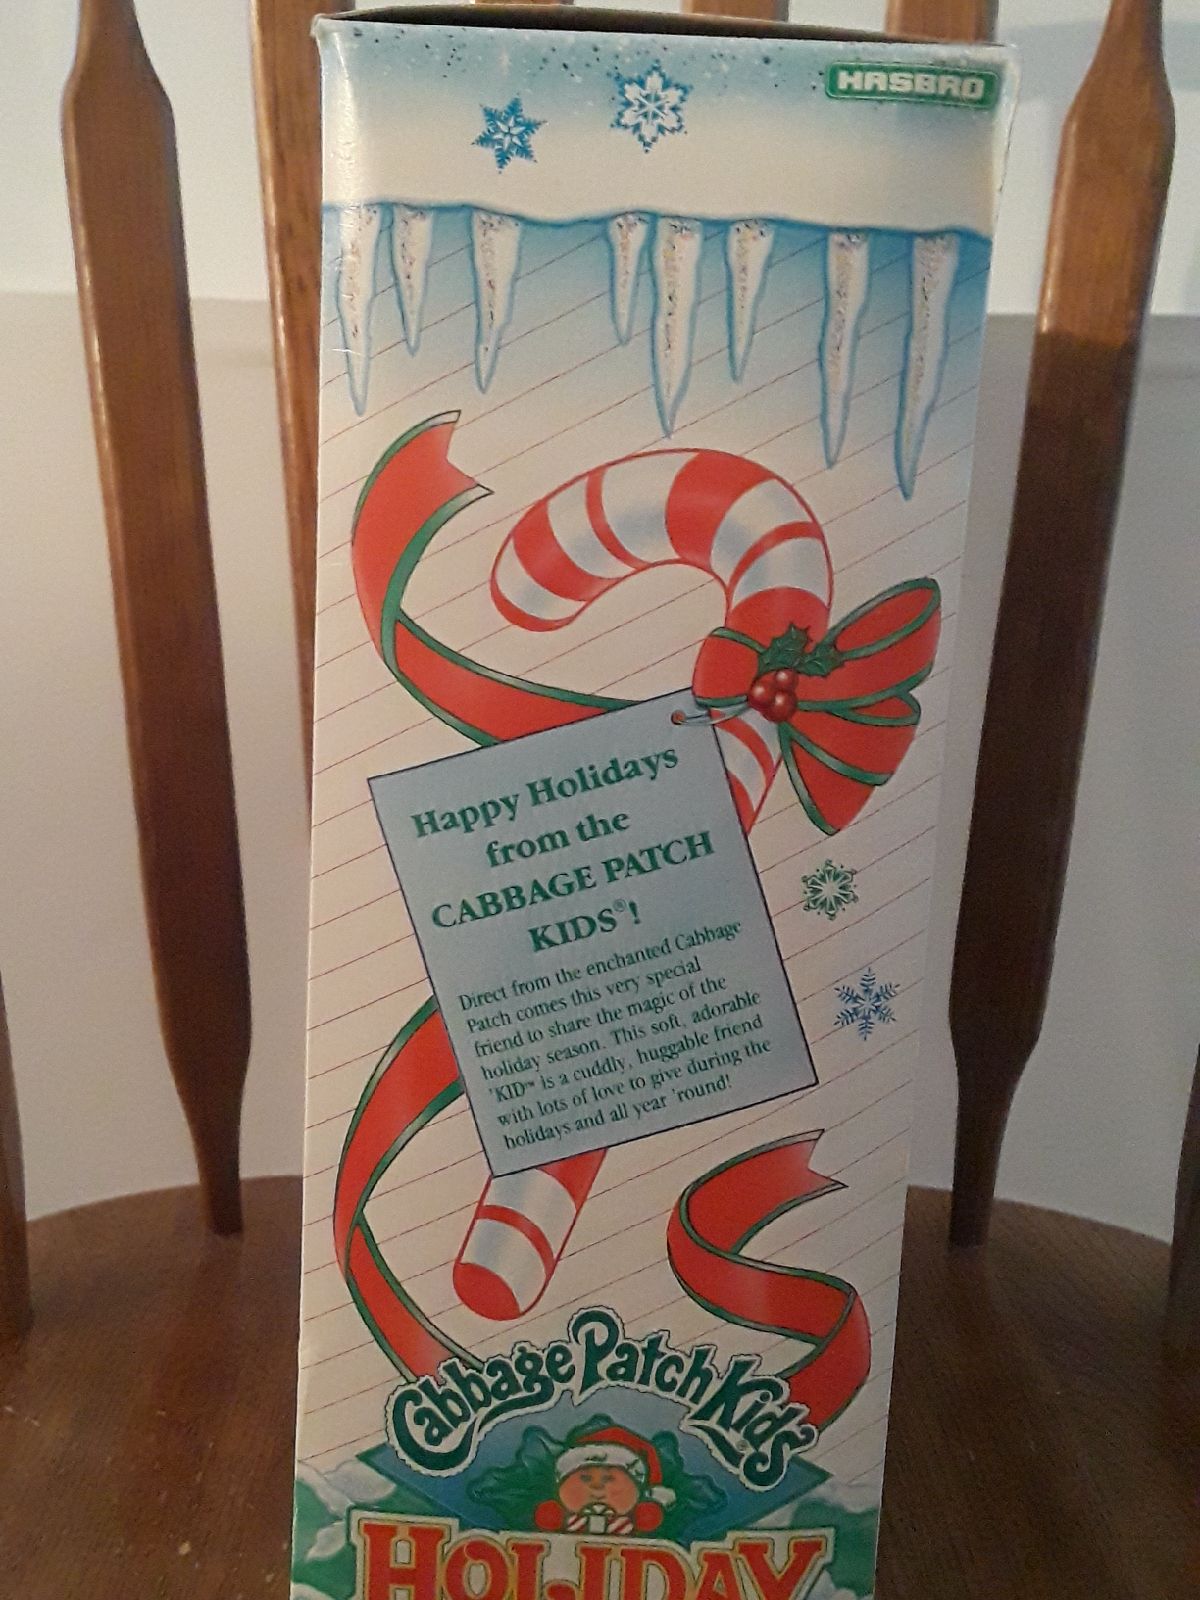 HASBRO
Happy Holidays
from the
CABBAGE PATCH
KIDS®!
Direct from the enchanted Cabbage
Patch comes this very special
friend to share the magic of the
holiday season. This soft, adorable
'KID™ is a cuddly, huggable friend
with lots of love to give during the
holidays and all year 'round!
Cabbage Patch Kids®
HOLIDAY